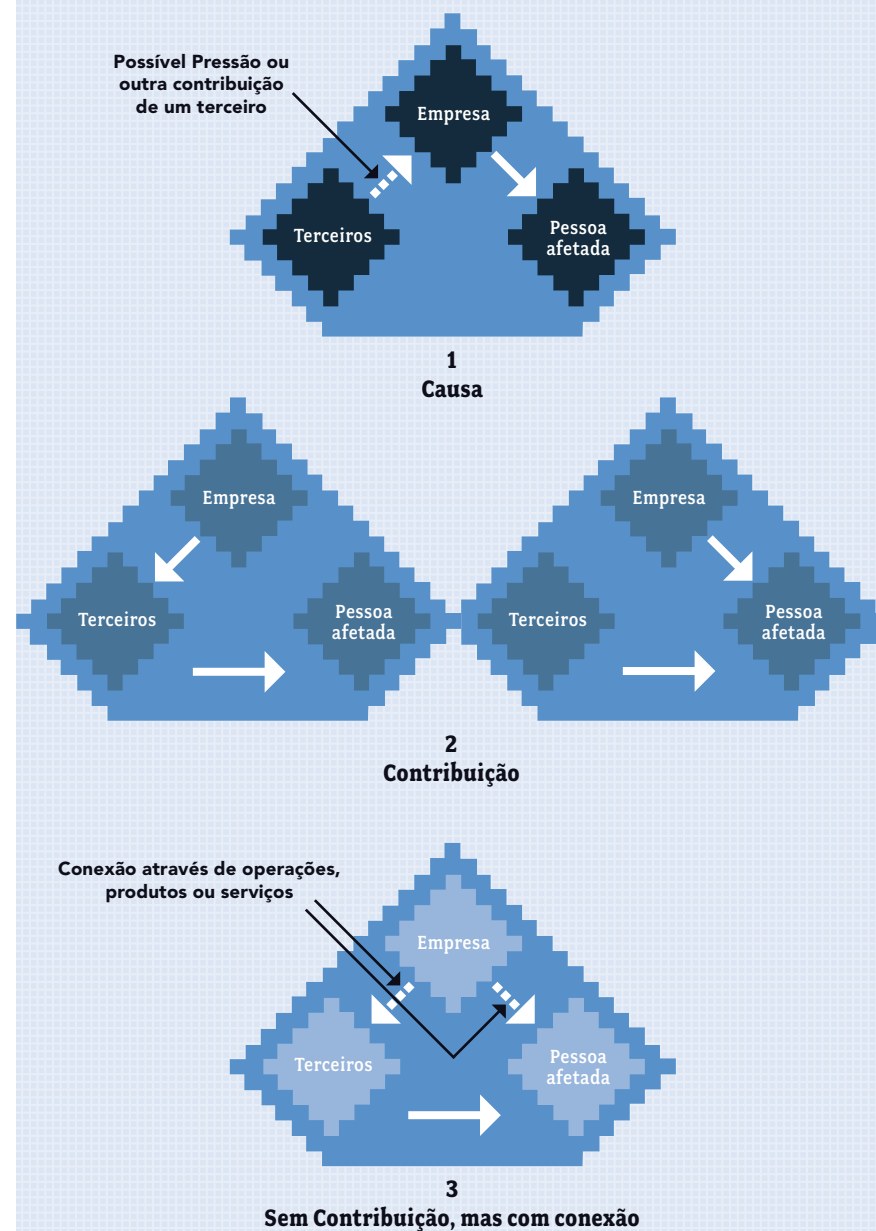 Possível Pressão ou
outra contribuição
de um terceiro
Empresa
Terceiros
Pessoa
afetada
1
Causa
Empresa
Terceiros
Pessoa
afetada
Empresa
Terceiros
Pessoa
afetada
2
Contribuição
Conexão através de operações,
produtos ou serviços
Empresa
Terceiros
Pessoa
afetada
3
Sem Contribuição, mas com conexão